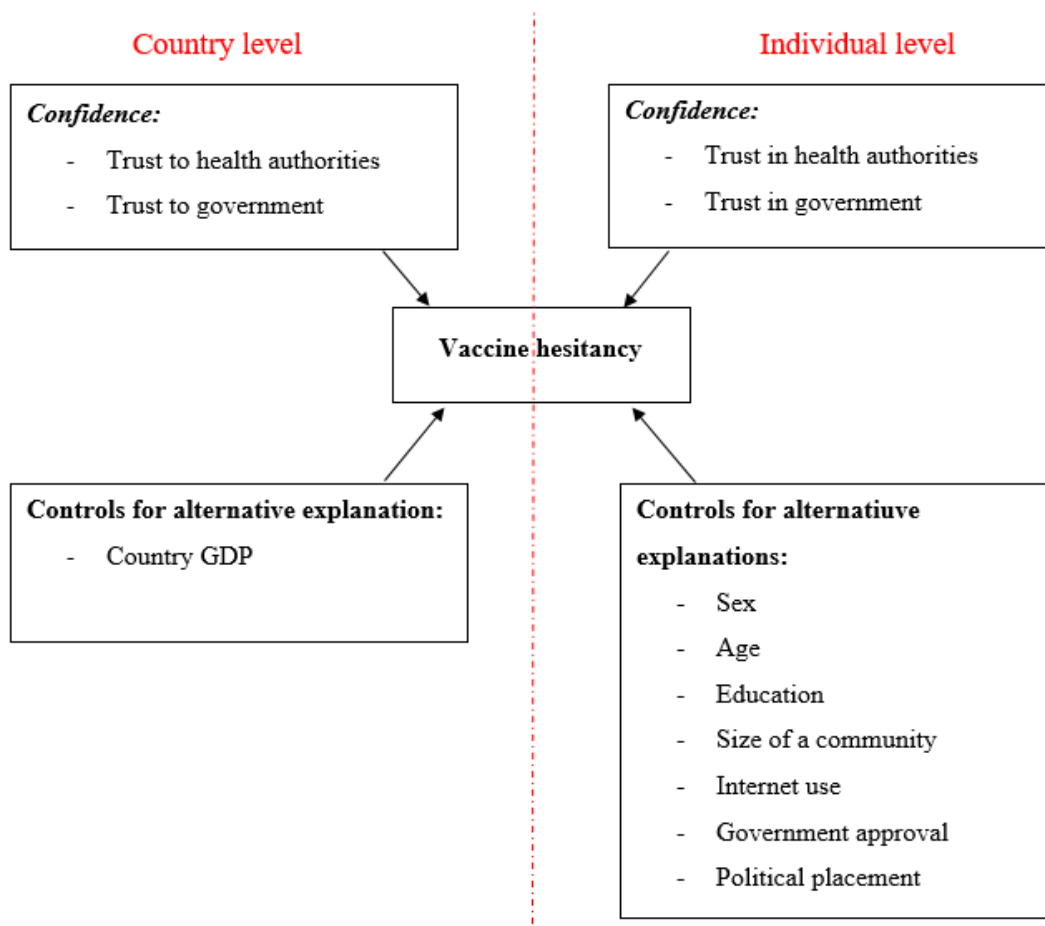 Country level
Confidence:
- Trust to health authorities
- Trust to government
Individual level
Confidence:
- Trust in health authorities
- Trust in government
Vaccine hesitancy
Controls for alternative explanation:
- Country GDP
Controls for alternatiuve
explanations:
- Sex
- Age
- Education
- Size of a community
- Internet use
- Government approval
- Political placement